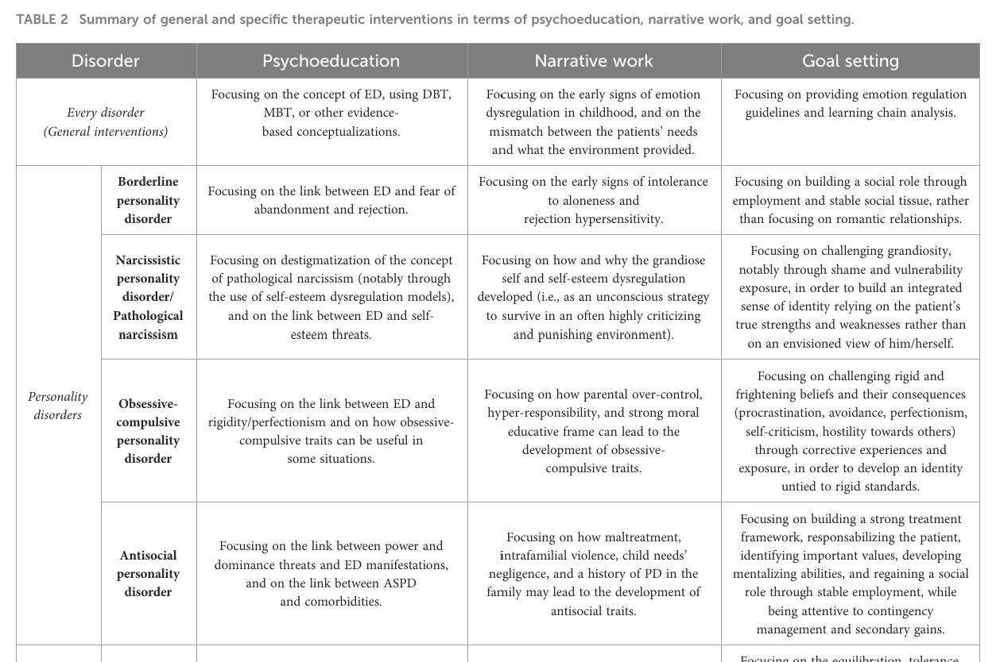 TABLE 2 Summary of general and specific therapeutic interventions in terms of psychoeducation, narrative work, and goal setting.
Disorder
Psychoeducation
Narrative work
Goal setting
Every disorder
(General interventions)
Focusing on the concept of ED, using DBT,
MBT, or other evidence-
based conceptualizations.
Focusing on the early signs of emotion
dysregulation in childhood, and on the
mismatch between the patients' needs
and what the environment provided.
Focusing on providing emotion regulation
guidelines and learning chain analysis.
Personality
disorders
Borderline
personality
disorder
Focusing on the link between ED and fear of
abandonment and rejection.
Focusing on the early signs of intolerance
to aloneness and
rejection hypersensitivity.
Focusing on building a social role through
employment and stable social tissue, rather
than focusing on romantic relationships.
Narcissistic
personality
disorder/
Pathological
narcissism
Focusing on destigmatization of the concept
of pathological narcissism (notably through
the use of self-esteem dysregulation models),
and on the link between ED and self-
esteem threats.
Focusing on how and why the grandiose
self and self-esteem dysregulation
developed (i.e., as an unconscious strategy
to survive in an often highly criticizing
and punishing environment).
Focusing on challenging grandiosity,
notably through shame and vulnerability
exposure, in order to build an integrated
sense of identity relying on the patient's
true strengths and weaknesses rather than
on an envisioned view of him/herself.
Obsessive-
compulsive
personality
disorder
Focusing on the link between ED and
rigidity/perfectionism and on how obsessive-
compulsive traits can be useful in
some situations.
Focusing on how parental over-control,
hyper-responsibility, and strong moral
educative frame can lead to the
development of obsessive-
compulsive traits.
Focusing on challenging rigid and
frightening beliefs and their consequences
(procrastination, avoidance, perfectionism,
self-criticism, hostility towards others)
through corrective experiences and
exposure, in order to develop an identity
untied to rigid standards.
Antisocial
personality
disorder
Focusing on the link between power and
dominance threats and ED manifestations,
and on the link between ASPD
and comorbidities.
Focusing on how maltreatment,
intrafamilial violence, child needs'
negligence, and a history of PD in the
family may lead to the development of
antisocial traits.
Focusing on building a strong treatment
framework, responsabilizing the patient,
identifying important values, developing
mentalizing abilities, and regaining a social
role through stable employment, while
being attentive to contingency
management and secondary gains.
Focusing on the equilibration, tolerance